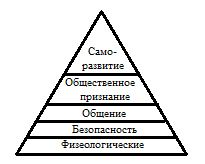 Само-
развитие
Общественное
признание
Общение
Безопасность
Физеологические